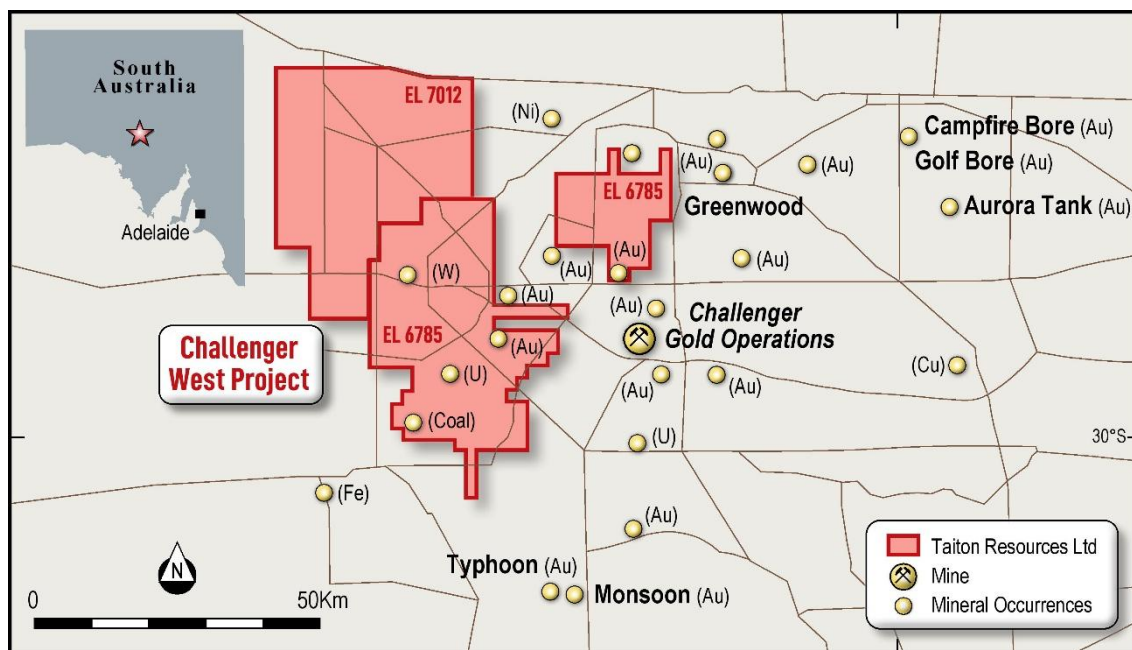 South
Australia
Adelaide
EL 7012
(Ni)
Campfire Bore (Au)
(Au)
(Au)
Golf Bore (Au)
EL 6785
Greenwood
Aurora Tank (Au)
(Au)
(Au)
(Au)
(W)
(Au)
(Au)
Challenger
Gold Operations
EL 6785
Challenger
West Project
(Au)
(U)
(Au)
(Au)
(Cu)
(Coal)
(U)
30°S
(Fe)
(Au)
Typhoon (Au)
Monsoon (Au)
N
0
50Km
Taiton Resources Ltd
Mine
Mineral Occurrences